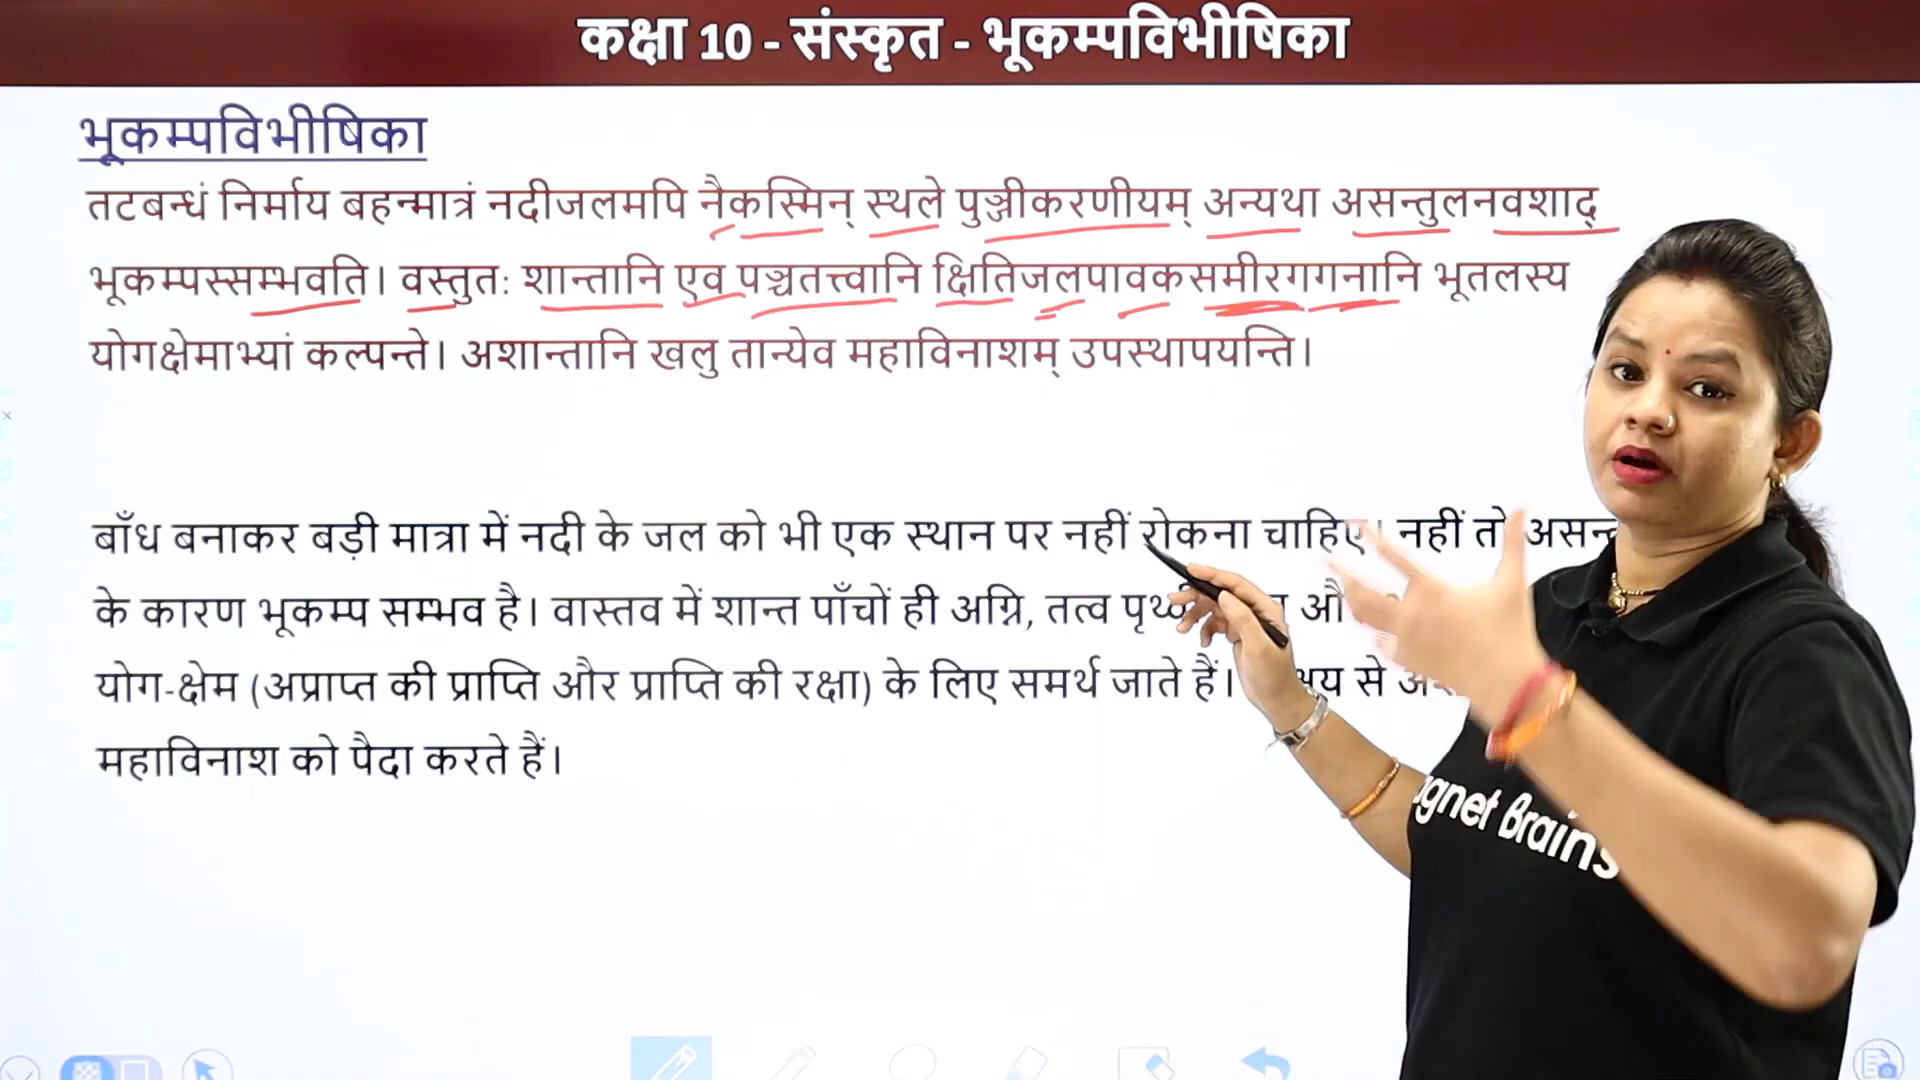 कक्षा 10 - संस्कृत - भूकम्पविभीषिका
भूकम्पविभीषिका
तटबन्धं निर्माय बहन्मात्रं नदीजलमपि नैकस्मिन् स्थले पुञ्जीकरणीयम् अन्यथा असन्तुलनवशाद्
भूकम्पस्सम्भवति। वस्तुतः शान्तानि एव पञ्चतत्त्वानि क्षितिजलपावकसमीरगगनानि भूतलस्य
योगक्षेमाभ्यां कल्पन्ते। अशान्तानि खलु तान्येव महाविनाशम् उपस्थापयन्ति।
बाँध बनाकर बड़ी मात्रा में नदी के जल को भी एक स्थान पर नहीं रोकना चाहिए। नहीं तो
के कारण भूकम्प सम्भव है। वास्तव में शान्त पाँचों ही अग्नि, तत्व
योग-क्षेम (अप्राप्त की प्राप्ति और प्राप्ति की रक्षा) के लिए समर्थ जाते हैं। से
महाविनाश को पैदा करते हैं।
Brains